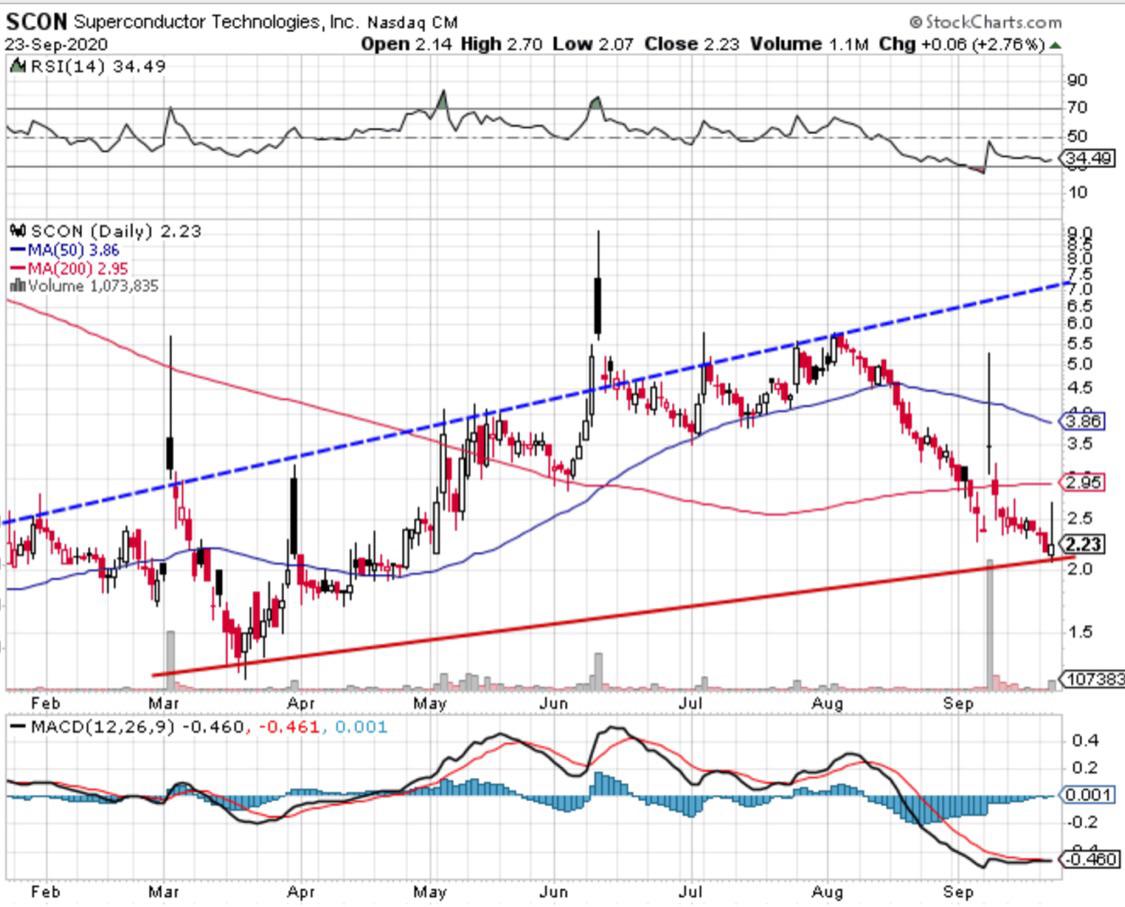 SCON Superconductor Technologies, Inc. Nasdaq CM © StockCharts.com
23-Sep-2020 Open 2.14 High 2.70 Low 2.07 Close 2.23 Volume 1.1M Chg +0.06 (+2.76%)
RSI(14) 34.49
90
70
50
34.49
10
SCON (Daily) 2.23
MA(50) 3.86
MA(200) 2.95
Volume 1,073,835
9.0
8.5
8.0
7.5
7.0
6.5
6.0
5.5
5.0
4.5
4.0
3.86
3.5
2.95
2.5
2.23
2.0
1.5
107383
Feb Mar Apr May Jun Jul Aug Sep
MACD(12,26,9) -0.460, -0.461, 0.001
0.4
0.2
0.001
-0.2
-0.460
Feb Mar Apr May Jun Jul Aug Sep